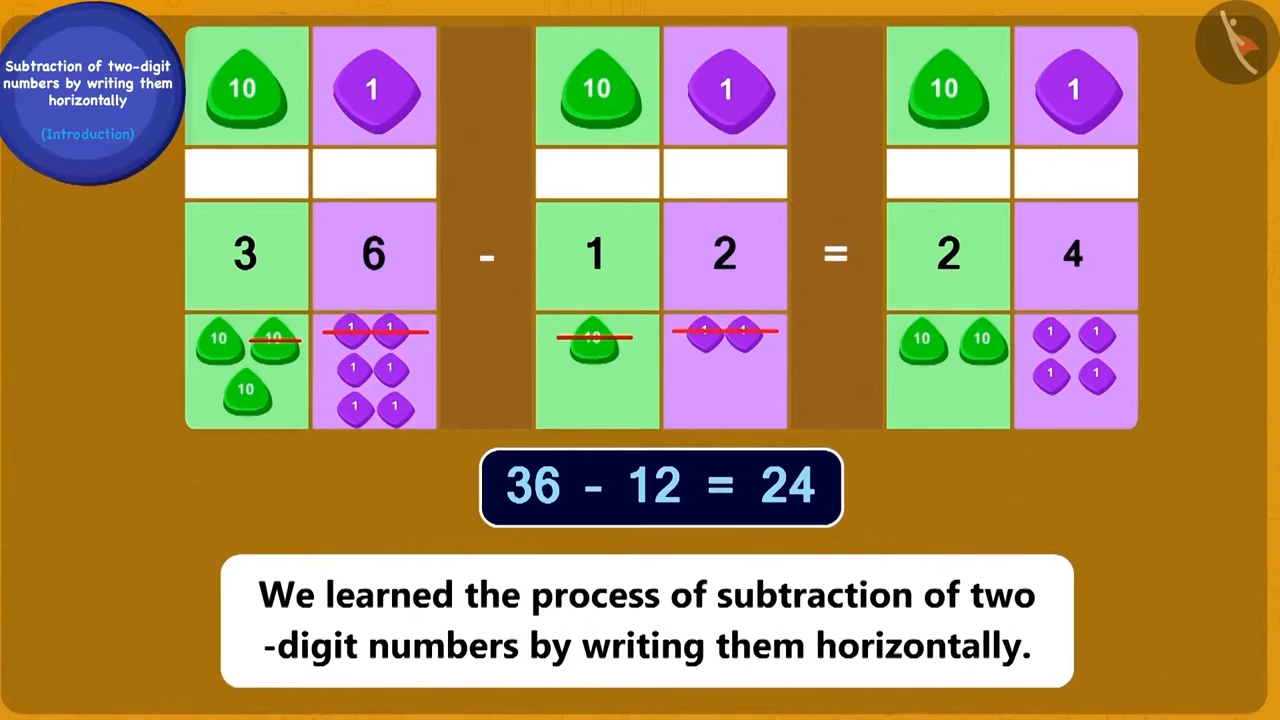 Subtraction of two-digit
numbers by writing them
horizontally
(Introduction)
10 1 10 1 10 1
3 6 - 1 2 = 2 4
10 10 1 1 10 1 1 10 10 1 1
1 1 1 1
10 1 1
36 - 12 = 24
We learned the process of subtraction of two
-digit numbers by writing them horizontally.